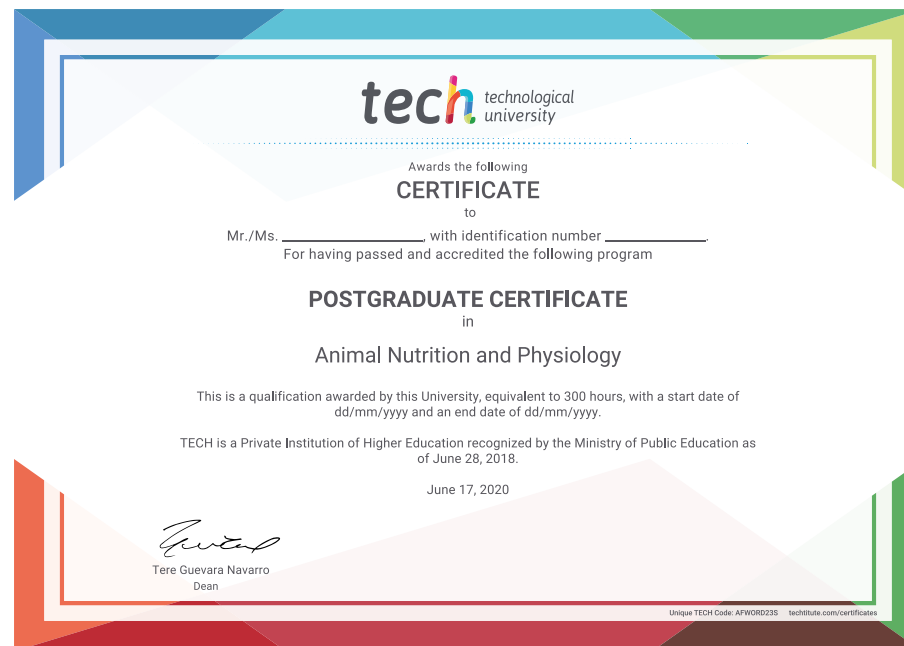 tech technological
university
Awards the following
CERTIFICATE
to
Mr./Ms. ____________________, with identification number ______________.
For having passed and accredited the following program
POSTGRADUATE CERTIFICATE
in
Animal Nutrition and Physiology
This is a qualification awarded by this University, equivalent to 300 hours, with a start date of
dd/mm/yyyy and an end date of dd/mm/yyyy.
TECH is a Private Institution of Higher Education recognized by the Ministry of Public Education as
of June 28, 2018.
June 17, 2020
Tere Guevara Navarro
Dean
Unique TECH Code: AFWORD23S techtitute.com/certificates